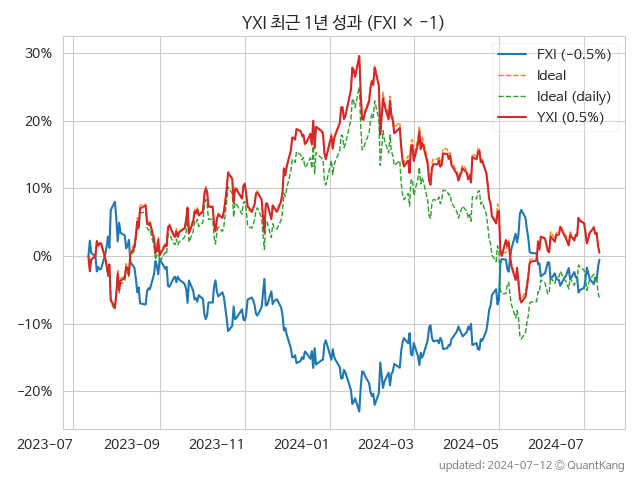 YXI 최근 1년 성과 (FXI × -1)
30%
20%
10%
0%
−10%
−20%
FXI (-0.5%)
Ideal
Ideal (daily)
YXI (0.5%)
2023-07
2023-09
2023-11
2024-01
2024-03
2024-05
2024-07
updated: 2024-07-12 © QuantKang